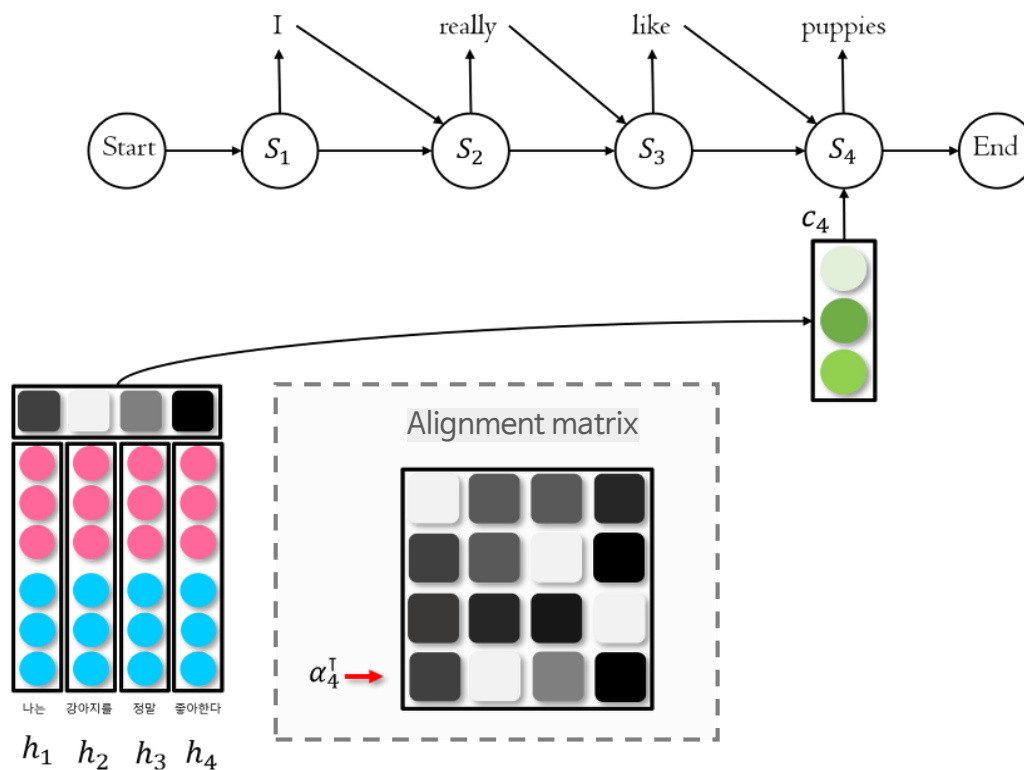 I really like puppies
Start S₁ S₂ S₃ S₄ End
c₄
Alignment matrix
α₄ᵀ
나는 강아지를 정말 좋아한다
h₁ h₂ h₃ h₄